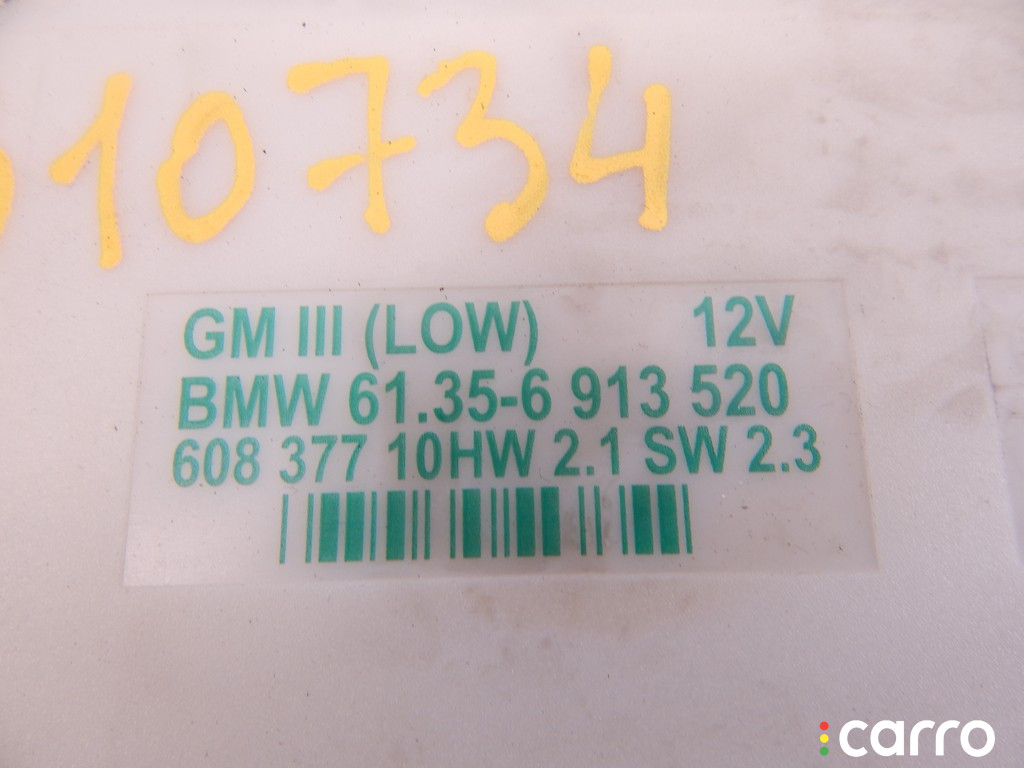 10734
GM III (LOW) 12V
BMW 61.35-6 913 520
608 377 10HW 2.1 SW 2.3
carro